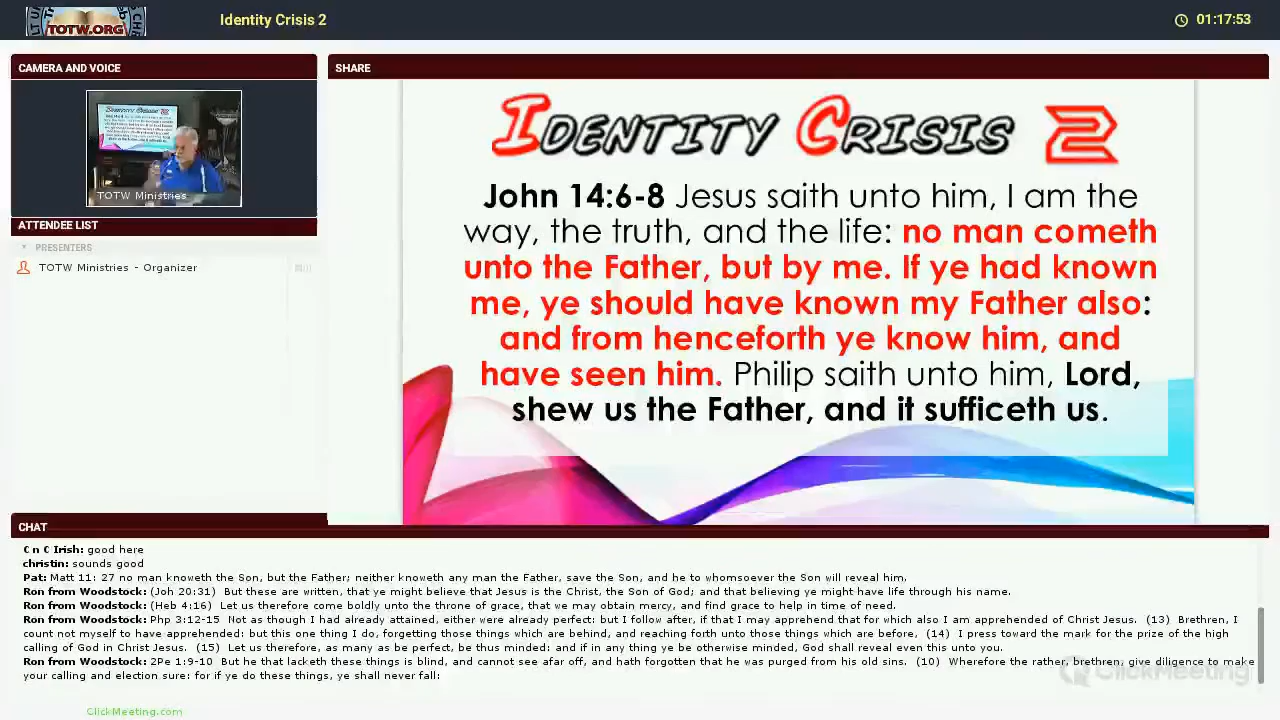 TOTW.ORG
Identity Crisis 2
01:17:53
CAMERA AND VOICE
SHARE
TOTW Ministries
ATTENDEE LIST
PRESENTERS
TOTW Ministries - Organizer
IDENTITY CRISIS 2
John 14:6-8 Jesus saith unto him, I am the
way, the truth, and the life: no man cometh
unto the Father, but by me. If ye had known
me, ye should have known my Father also:
and from henceforth ye know him, and
have seen him. Philip saith unto him, Lord,
shew us the Father, and it sufficeth us.
CHAT
C n C Irish: good here
christin: sounds good
Pat: Matt 11: 27 no man knoweth the Son, but the Father; neither knoweth any man the Father, save the Son, and he to whomsoever the Son will reveal him,
Ron from Woodstock: (Joh 20:31) But these are written, that ye might believe that Jesus is the Christ, the Son of God; and that believing ye might have life through his name.
Ron from Woodstock: (Heb 4:16) Let us therefore come boldly unto the throne of grace, that we may obtain mercy, and find grace to help in time of need.
Ron from Woodstock: Php 3:12-15 Not as though I had already attained, either were already perfect: but I follow after, if that I may apprehend that for which also I am apprehended of Christ Jesus. (13) Brethren, I
count not myself to have apprehended: but this one thing I do, forgetting those things which are behind, and reaching forth unto those things which are before, (14) I press toward the mark for the prize of the high
calling of God in Christ Jesus. (15) Let us therefore, as many as be perfect, be thus minded: and if in any thing ye be otherwise minded, God shall reveal even this unto you.
Ron from Woodstock: 2Pe 1:9-10 But he that lacketh these things is blind, and cannot see afar off, and hath forgotten that he was purged from his old sins. (10) Wherefore the rather, brethren, give diligence to make
your calling and election sure: for if ye do these things, ye shall never fall:
ClickMeeting
ClickMeeting.com